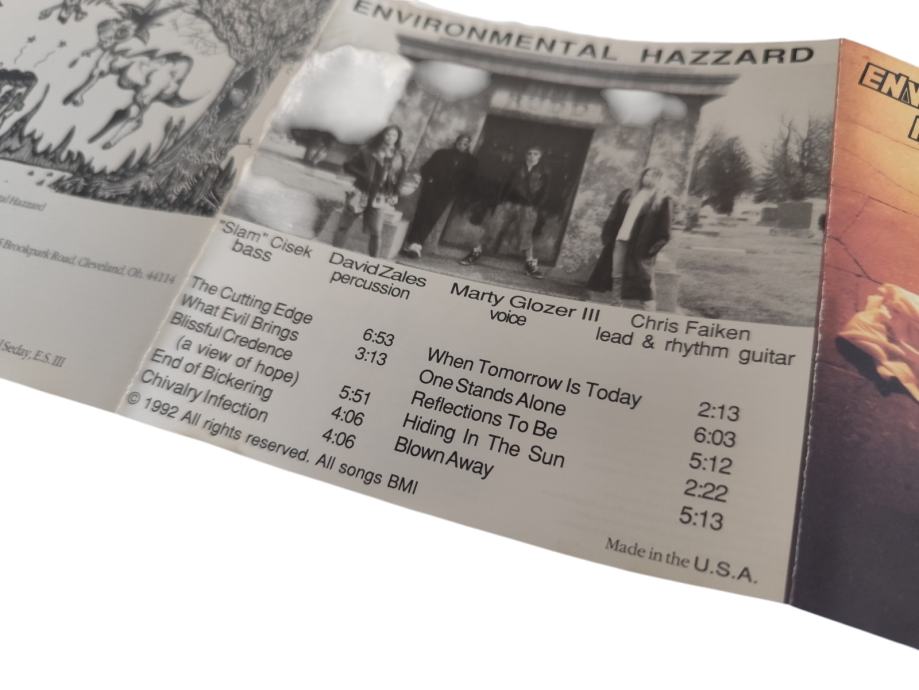 ENVIRONMENTAL HAZZARD
"Slam" Cisek
bass
David Zales
percussion
Marty Glozer III
voice
Chris Faiken
lead & rhythm guitar
The Cutting Edge 6:53
What Evil Brings 3:13
Blissful Credence
(a view of hope) 5:51
End of Bickering 4:06
Chivalry Infection 4:06
When Tomorrow Is Today 2:13
One Stands Alone 6:03
Reflections To Be 5:12
Hiding In The Sun 2:22
Blown Away 5:13
© 1992 All rights reserved. All songs BMI
Made in the U.S.A.
Hazzard
Brookpark Road, Cleveland, Oh. 44114
Seday, E.S. III
ENV